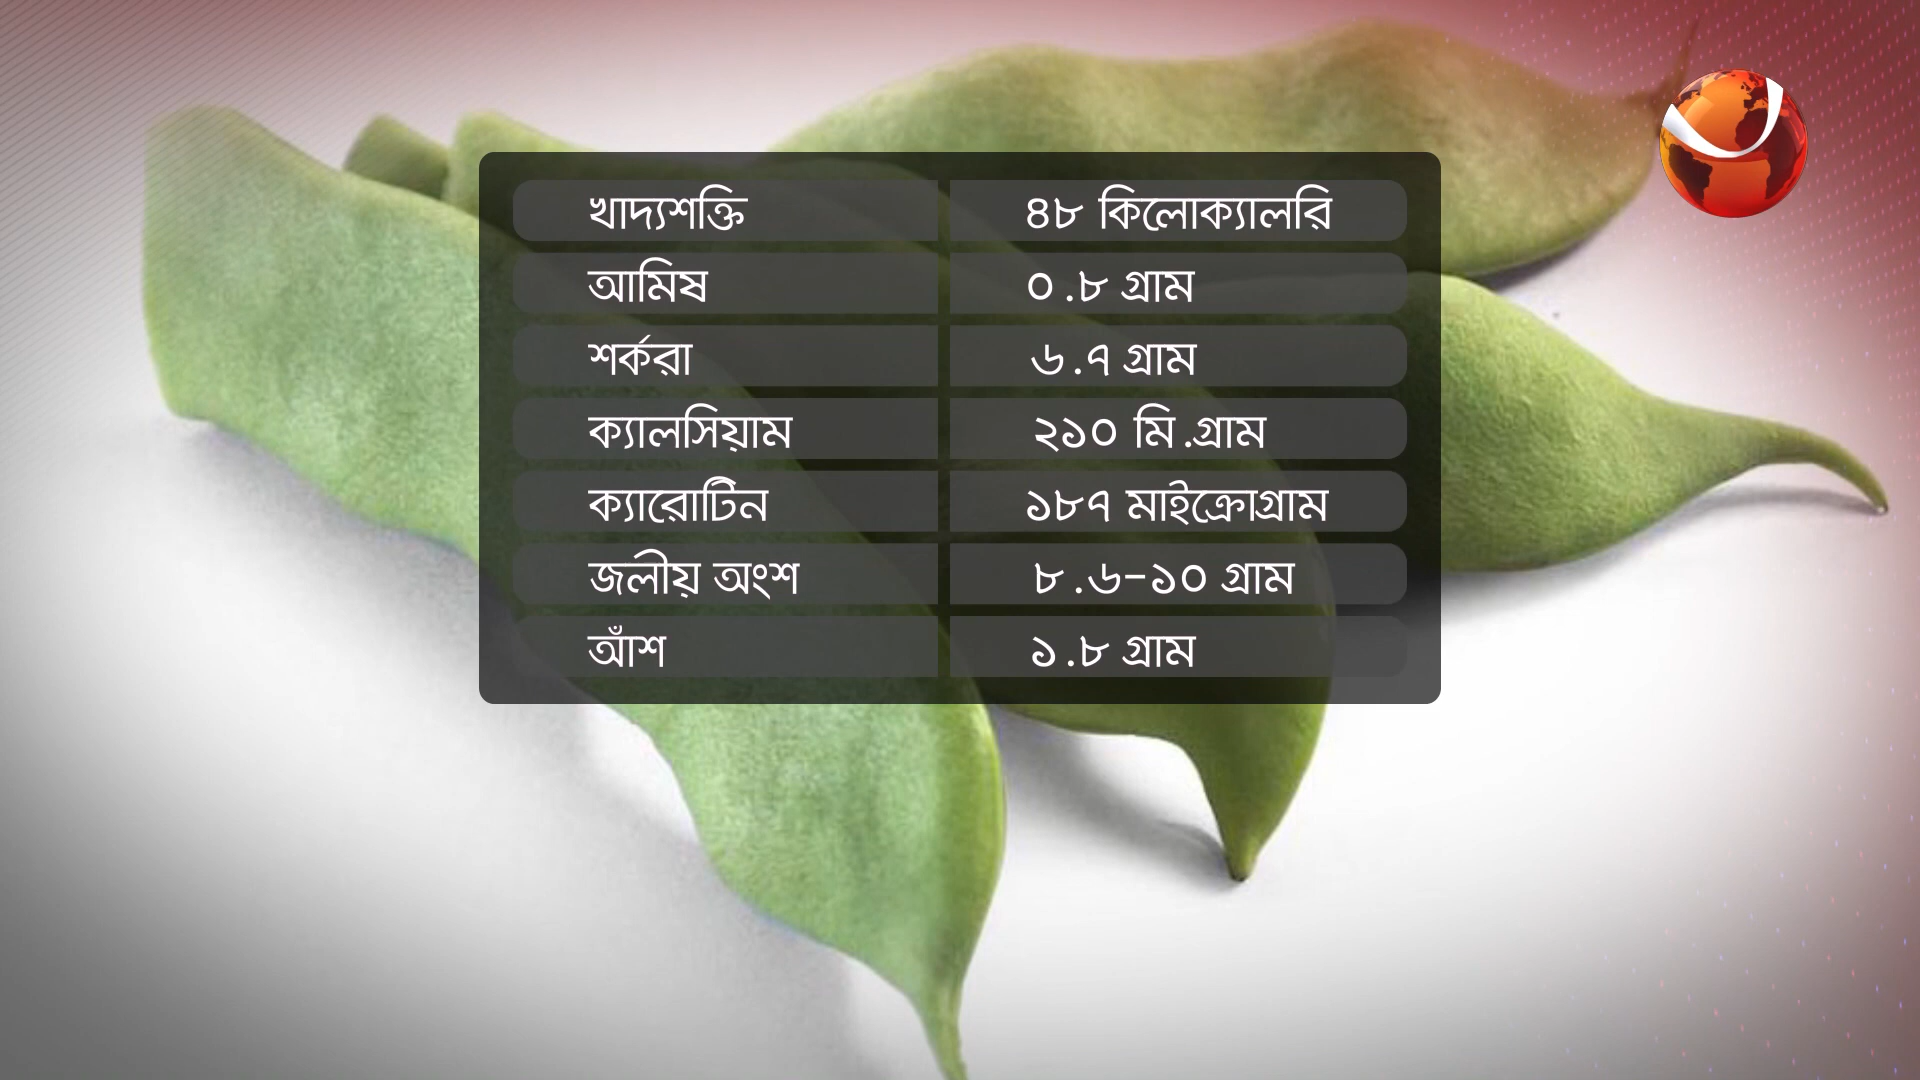 খাদ্যশক্তি ৪৮ কিলোক্যালরি
আমিষ ০.৮ গ্রাম
শর্করা ৬.৭ গ্রাম
ক্যালসিয়াম ২১০ মি.গ্রাম
ক্যারোটিন ১৮৭ মাইক্রোগ্রাম
জলীয় অংশ ৮.৬-১০ গ্রাম
আঁশ ১.৮ গ্রাম